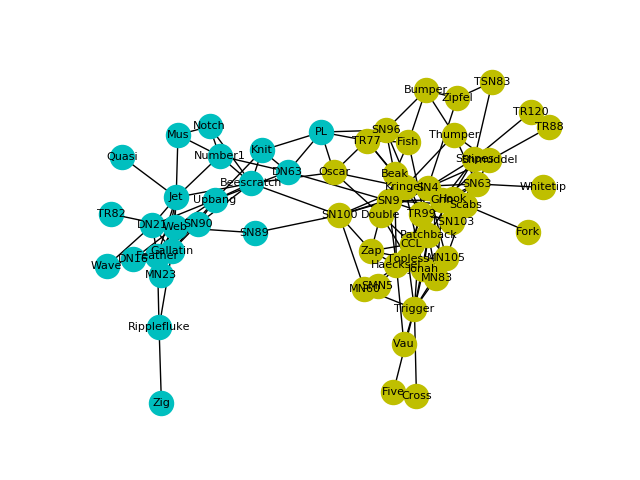 TSN83
Bumper
Zipfel
TR120
TR88
Notch
SN96
Mus
PL
Thumper
TR77
Fish
Knit
Quasi
Number1
Stripes
Shmoddel
DN63
Oscar
Beak
Beescratch
SN63
Kringel
SN4
Whitetip
Jet
Upbang
SN9
Hook
Scabs
TR82
SN100
Double
TR99
TSN103
DN21
Web
SN90
SN89
Fork
Patchback
CCL
Gallatin
Zap
Feather
Topless
MN105
DN16
Wave
Haecksel
Jonah
MN23
MN83
SMN5
MN60
Trigger
Ripplefluke
Vau
Five
Cross
Zig